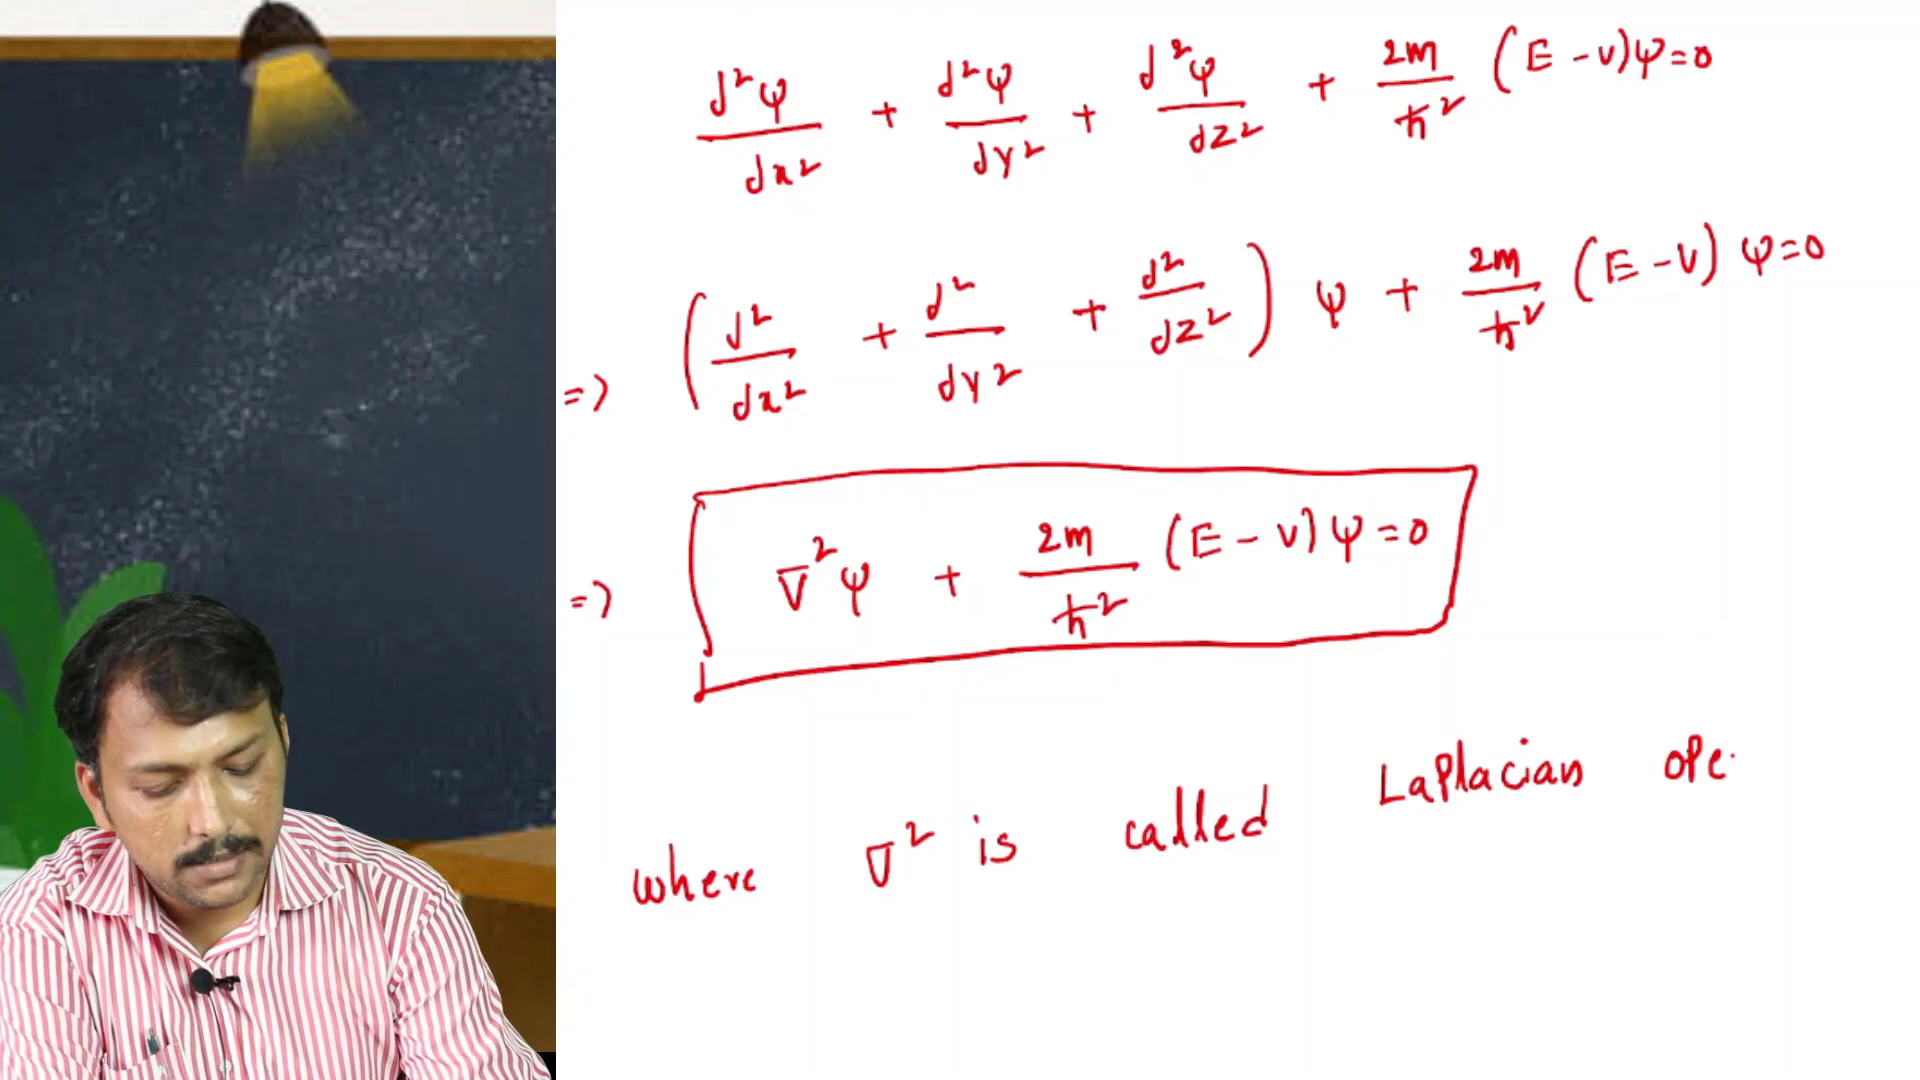 d²ψ/dx² + d²ψ/dy² + d²ψ/dz² + 2m/ħ² (E - V)ψ = 0
=> (d²/dx² + d²/dy² + d²/dz²) ψ + 2m/ħ² (E - V) ψ = 0
=> ∇²ψ + 2m/ħ² (E - V) ψ = 0
where ∇² is called Laplacian ope